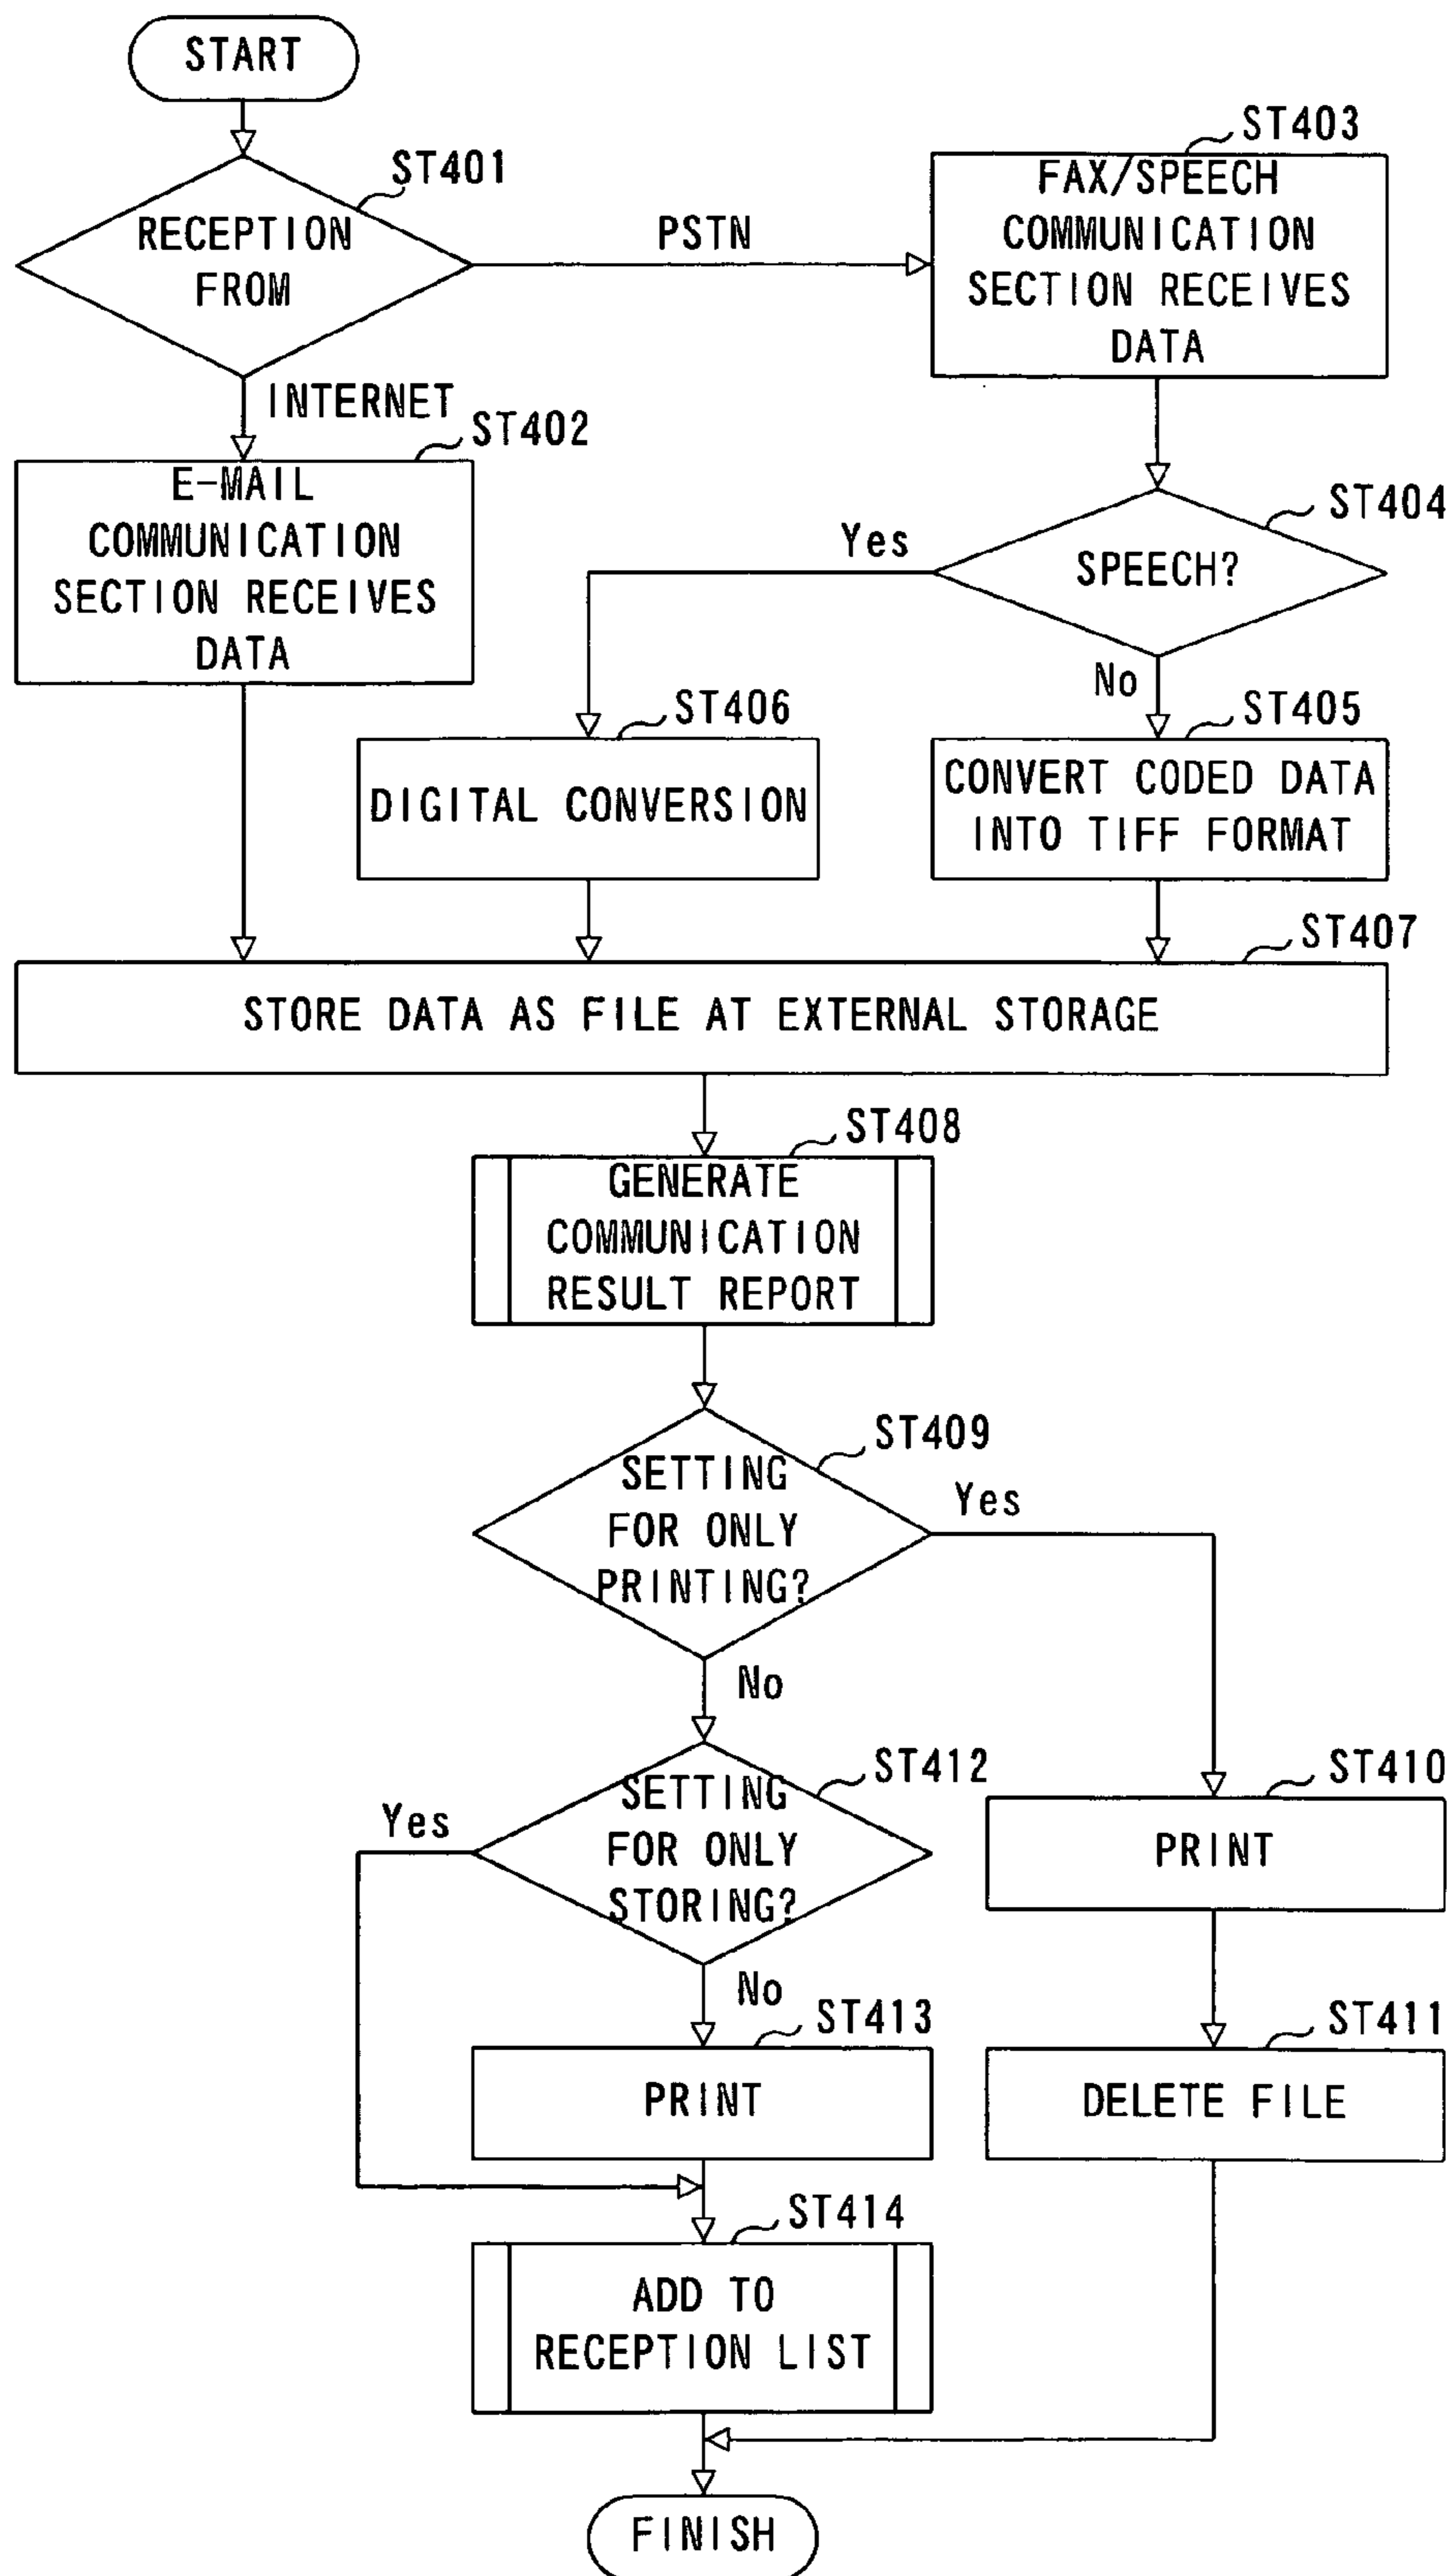 START
ST401
RECEPTION
FROM
PSTN
ST403
FAX/SPEECH
COMMUNICATION
SECTION RECEIVES
DATA
INTERNET
ST402
E-MAIL
COMMUNICATION
SECTION RECEIVES
DATA
ST404
SPEECH?
Yes
No
ST406
DIGITAL CONVERSION
ST405
CONVERT CODED DATA
INTO TIFF FORMAT
ST407
STORE DATA AS FILE AT EXTERNAL STORAGE
ST408
GENERATE
COMMUNICATION
RESULT REPORT
ST409
SETTING
FOR ONLY
PRINTING?
Yes
No
ST412
SETTING
FOR ONLY
STORING?
Yes
No
ST410
PRINT
ST413
PRINT
ST411
DELETE FILE
ST414
ADD TO
RECEPTION LIST
FINISH